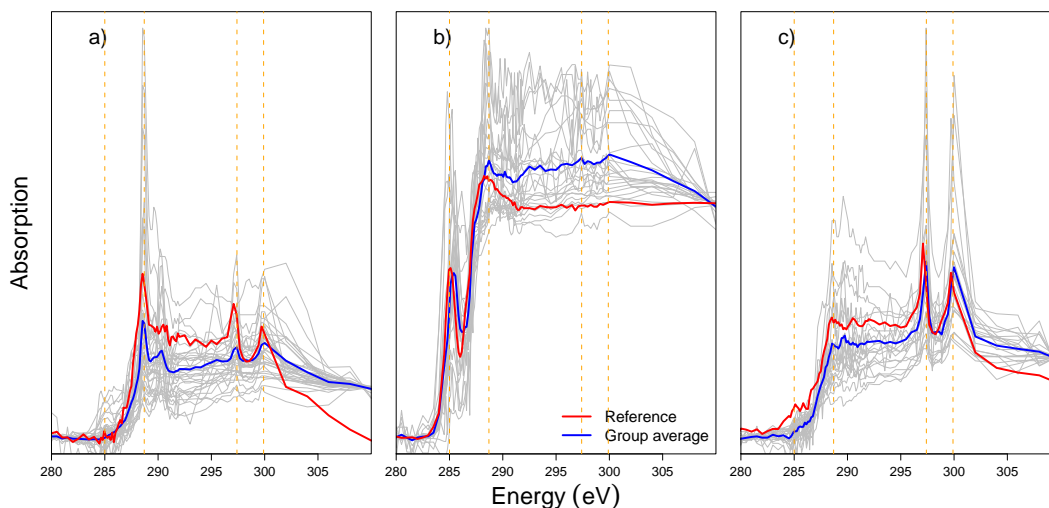 a)
b)
c)
Absorption
Reference
Group average
280 285 290 295 300 305
280 285 290 295 300 305
280 285 290 295 300 305
Energy (eV)